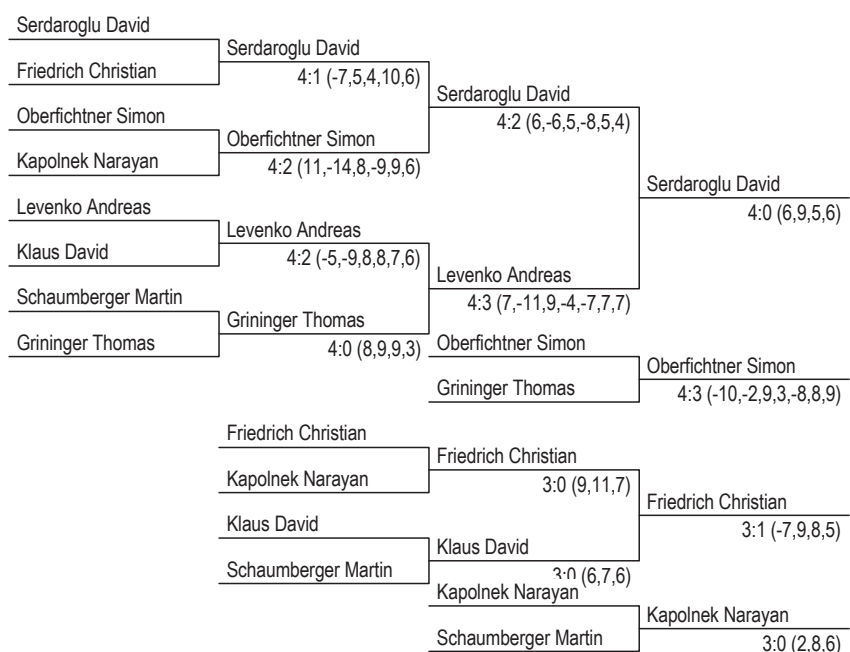 Serdaroglu David
Serdaroglu David
Friedrich Christian
4:1 (-7,5,4,10,6)
Serdaroglu David
Oberfichtner Simon
4:2 (6,-6,5,-8,5,4)
Oberfichtner Simon
Kapolnek Narayan
4:2 (11,-14,8,-9,9,6)
Serdaroglu David
Levenko Andreas
4:0 (6,9,5,6)
Levenko Andreas
Klaus David
4:2 (-5,-9,8,8,7,6)
Levenko Andreas
Schaumberger Martin
4:3 (7,-11,9,-4,-7,7,7)
Grininger Thomas
Grininger Thomas
4:0 (8,9,9,3)
Oberfichtner Simon
Oberfichtner Simon
Grininger Thomas
4:3 (-10,-2,9,3,-8,8,9)
Friedrich Christian
Friedrich Christian
Kapolnek Narayan
3:0 (9,11,7)
Friedrich Christian
Klaus David
3:1 (-7,9,8,5)
Klaus David
Schaumberger Martin
3:0 (6,7,6)
Kapolnek Narayan
Kapolnek Narayan
Schaumberger Martin
3:0 (2,8,6)